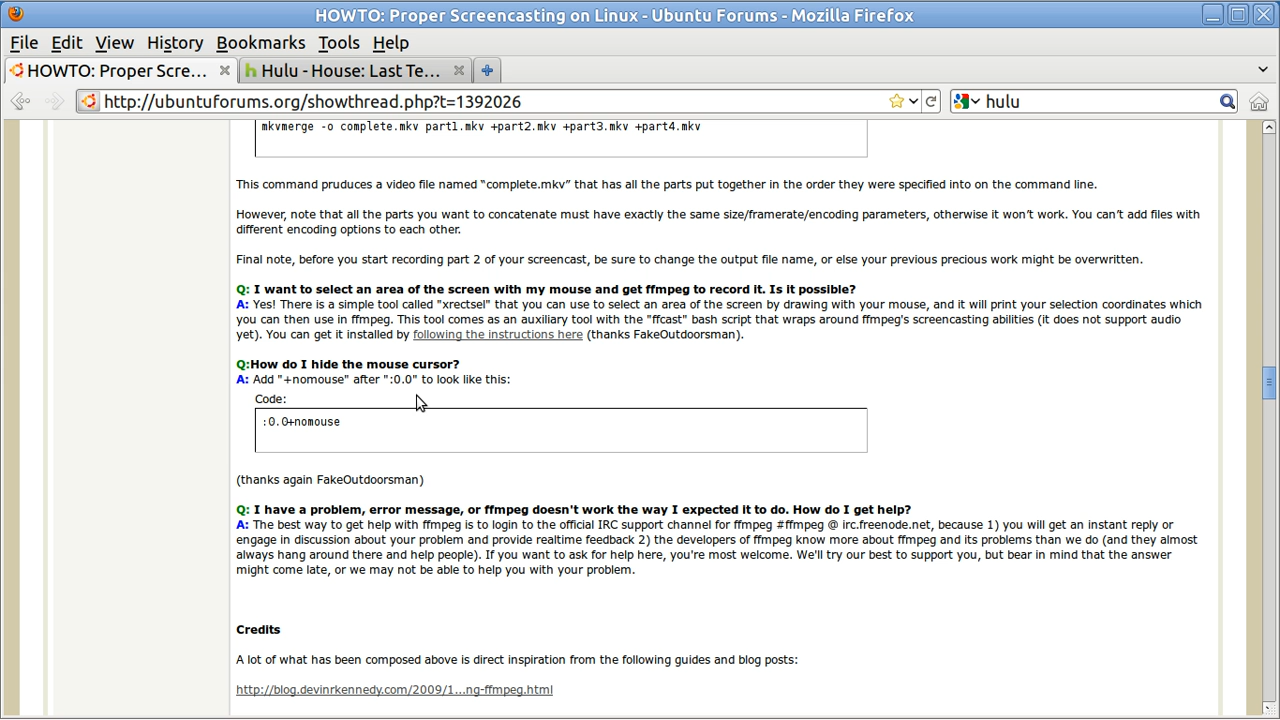 HOWTO: Proper Screencasting on Linux - Ubuntu Forums - Mozilla Firefox
File Edit View History Bookmarks Tools Help
HOWTO: Proper Scre... Hulu - House: Last Te...
http://ubuntuforums.org/showthread.php?t=1392026 hulu
mkvmerge -o complete.mkv part1.mkv +part2.mkv +part3.mkv +part4.mkv
This command pruduces a video file named “complete.mkv” that has all the parts put together in the order they were specified into on the command line.
However, note that all the parts you want to concatenate must have exactly the same size/framerate/encoding parameters, otherwise it won’t work. You can’t add files with
different encoding options to each other.
Final note, before you start recording part 2 of your screencast, be sure to change the output file name, or else your previous precious work might be overwritten.
Q: I want to select an area of the screen with my mouse and get ffmpeg to record it. Is it possible?
A: Yes! There is a simple tool called "xrectsel" that you can use to select an area of the screen by drawing with your mouse, and it will print your selection coordinates which
you can then use in ffmpeg. This tool comes as an auxiliary tool with the "ffcast" bash script that wraps around ffmpeg's screencasting abilities (it does not support audio
yet). You can get it installed by following the instructions here (thanks FakeOutdoorsman).
Q:How do I hide the mouse cursor?
A: Add "+nomouse" after ":0.0" to look like this:
Code:
:0.0+nomouse
(thanks again FakeOutdoorsman)
Q: I have a problem, error message, or ffmpeg doesn't work the way I expected it to do. How do I get help?
A: The best way to get help with ffmpeg is to login to the official IRC support channel for ffmpeg #ffmpeg @ irc.freenode.net, because 1) you will get an instant reply or
engage in discussion about your problem and provide realtime feedback 2) the developers of ffmpeg know more about ffmpeg and its problems than we do (and they almost
always hang around there and help people). If you want to ask for help here, you're most welcome. We'll try our best to support you, but bear in mind that the answer
might come late, or we may not be able to help you with your problem.
Credits
A lot of what has been composed above is direct inspiration from the following guides and blog posts:
http://blog.devinrkennedy.com/2009/1...ng-ffmpeg.html